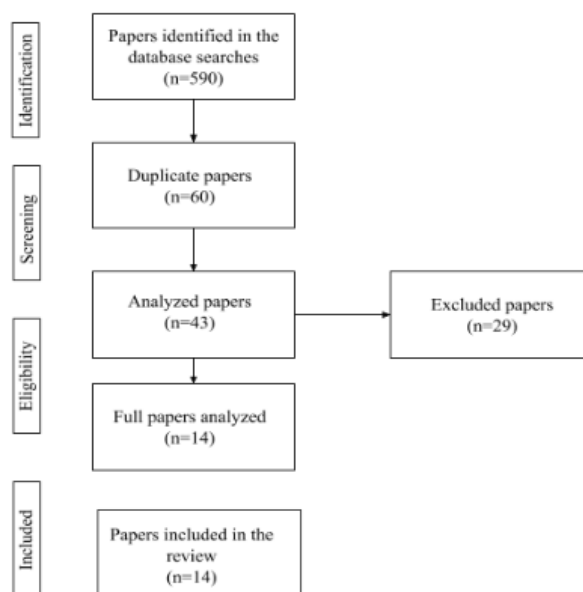 Identification
Papers identified in the
database searches
(n=590)
Screening
Duplicate papers
(n=60)
Analyzed papers
(n=43)
Excluded papers
(n=29)
Eligibility
Full papers analyzed
(n=14)
Included
Papers included in the
review
(n=14)